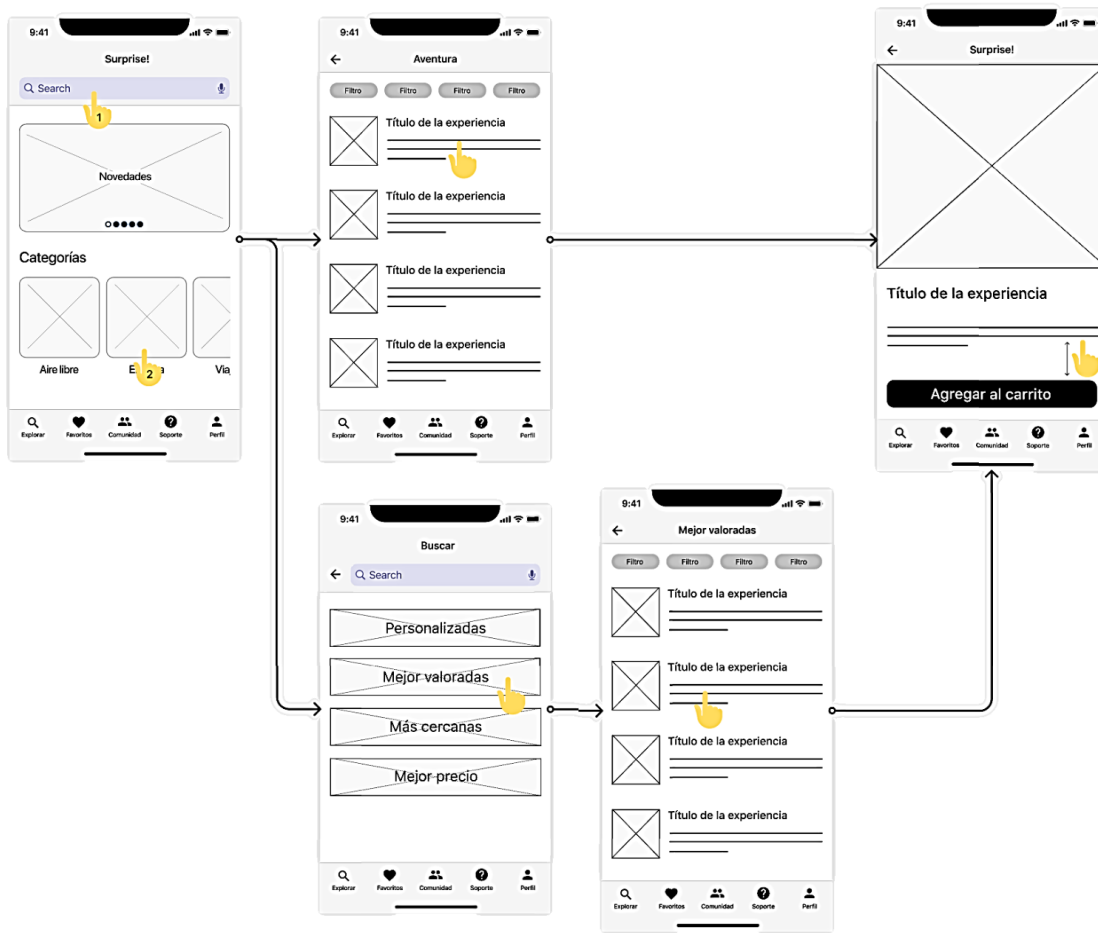 9:41
Surprise!
Search
1
Novedades
Categorías
Aire libre
2
Explorar Favoritos Comunidad Soporte Perfil
9:41
Aventura
Filtro Filtro Filtro Filtro
Título de la experiencia
Título de la experiencia
Título de la experiencia
Título de la experiencia
Explorar Favoritos Comunidad Soporte Perfil
9:41
Surprise!
Título de la experiencia
Agregar al carrito
Explorar Favoritos Comunidad Soporte Perfil
9:41
Buscar
Search
Personalizadas
Mejor valoradas
Más cercanas
Mejor precio
Explorar Favoritos Comunidad Soporte Perfil
9:41
Mejor valoradas
Filtro Filtro Filtro Filtro
Título de la experiencia
Título de la experiencia
Título de la experiencia
Título de la experiencia
Explorar Favoritos Comunidad Soporte Perfil